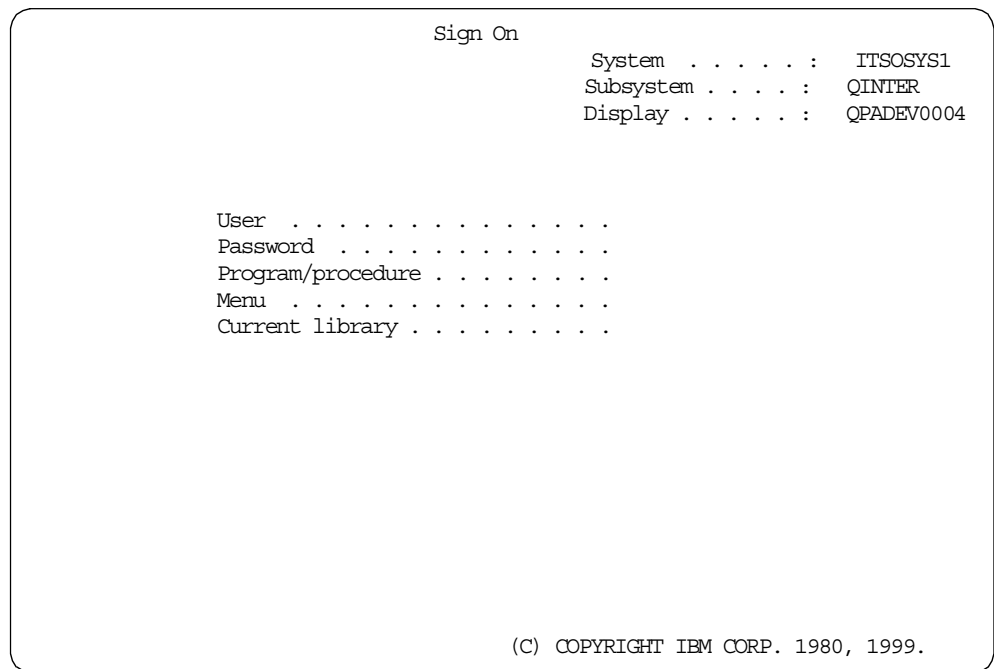 Sign On
System . . . . . : ITSOSYS1
Subsystem . . . . : QINTER
Display . . . . . : QPADEV0004
User . . . . . . . . . . . . . .
Password . . . . . . . . . . . .
Program/procedure . . . . . . . .
Menu . . . . . . . . . . . . . .
Current library . . . . . . . . .
(C) COPYRIGHT IBM CORP. 1980, 1999.